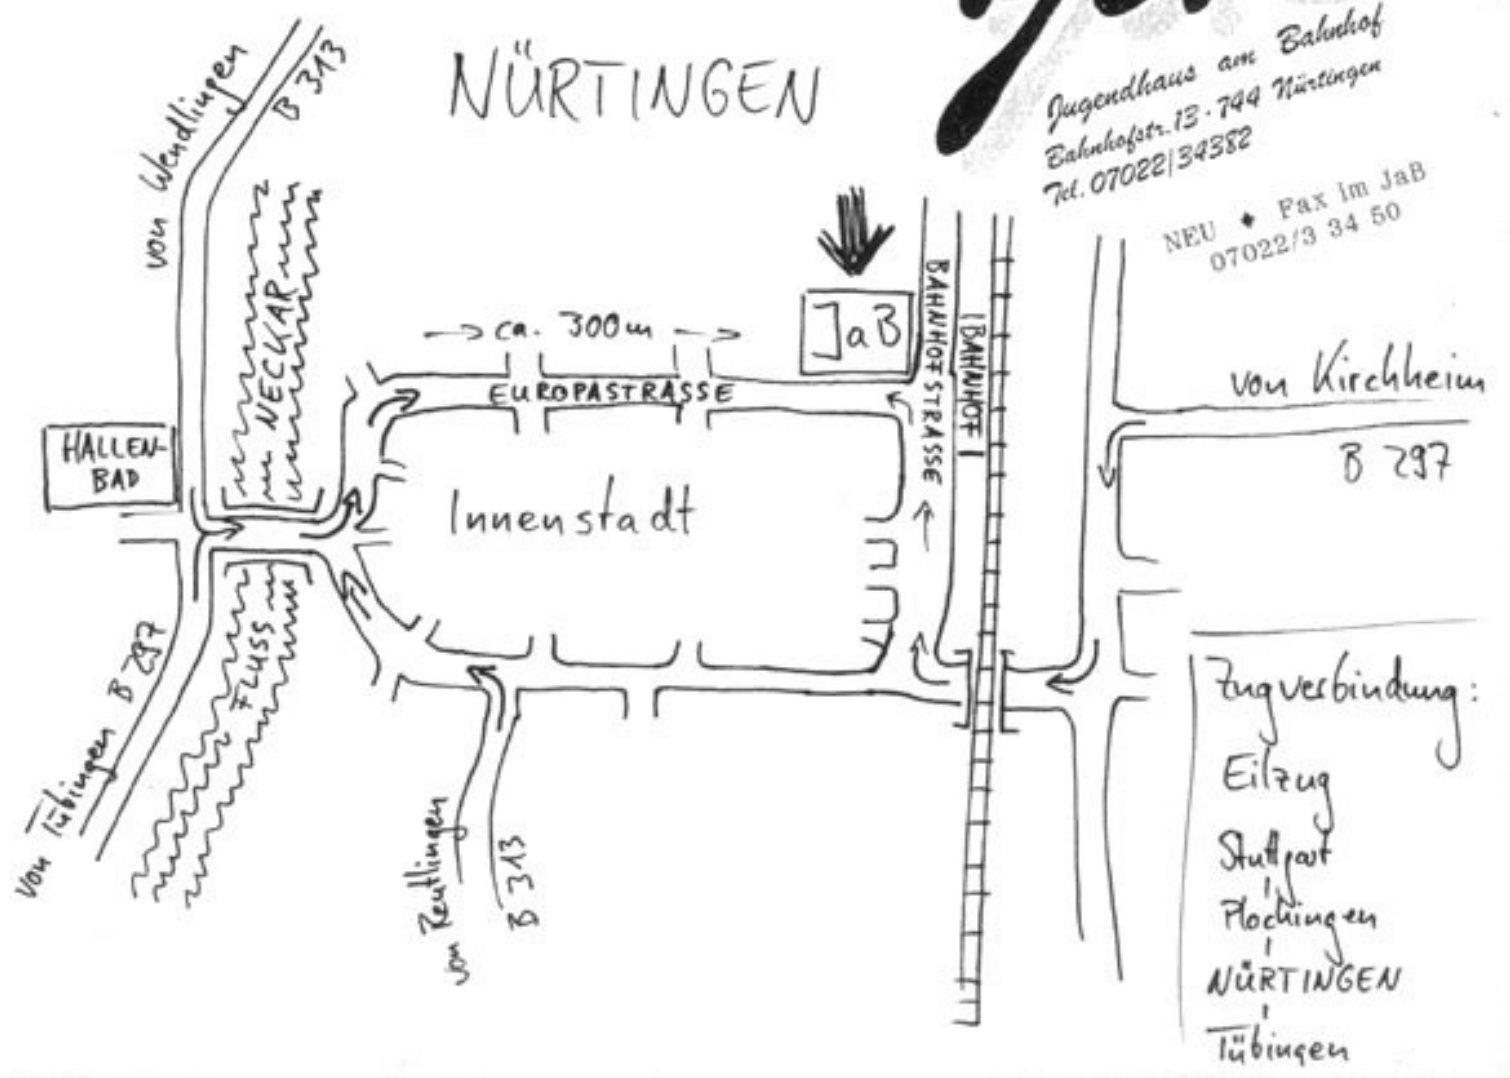 NÜRTINGEN
Jugendhaus am Bahnhof
Bahnhofstr. 13 · 744 Nürtingen
Tel. 07022/34382
NEU ♦ Fax im JaB
07022/3 34 50
von Wendlingen
B 313
NECKAR
→ ca. 300m →
JaB
BAHNHOFSTRASSE
BAHNHOF
EUROPASTRASSE
von Kirchheim
B 297
HALLEN-
BAD
Innenstadt
FLUSS
von Tübingen B 297
von Reutlingen
B 313
Zugverbindung:
Eilzug
Stuttgart
Plochingen
NÜRTINGEN
Tübingen